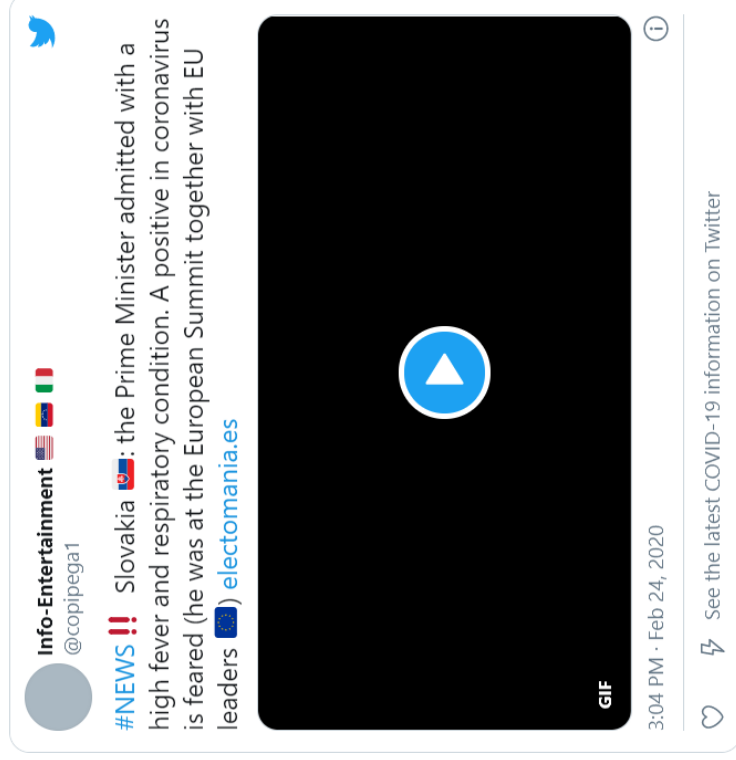 Info-Entertainment 🇺🇸 🇻🇪 🇮🇹
@copipega1
#NEWS ‼️ Slovakia 🇸🇰: the Prime Minister admitted with a
high fever and respiratory condition. A positive in coronavirus
is feared (he was at the European Summit together with EU
leaders 🇪🇺) electomania.es
GIF
3:04 PM · Feb 24, 2020
See the latest COVID-19 information on Twitter